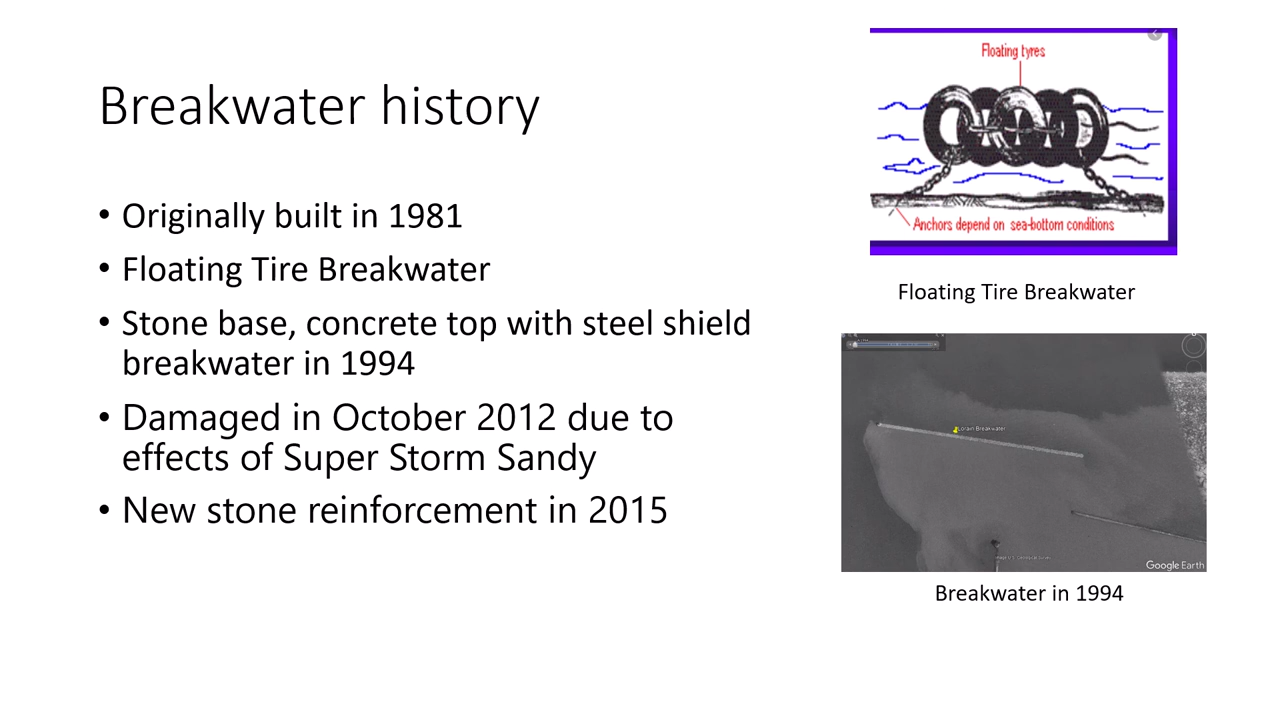 Breakwater history
• Originally built in 1981
• Floating Tire Breakwater
• Stone base, concrete top with steel shield
breakwater in 1994
• Damaged in October 2012 due to
effects of Super Storm Sandy
• New stone reinforcement in 2015
Floating tyres
Anchors depend on sea-bottom conditions
Floating Tire Breakwater
Lorain Breakwater
Google Earth
Breakwater in 1994